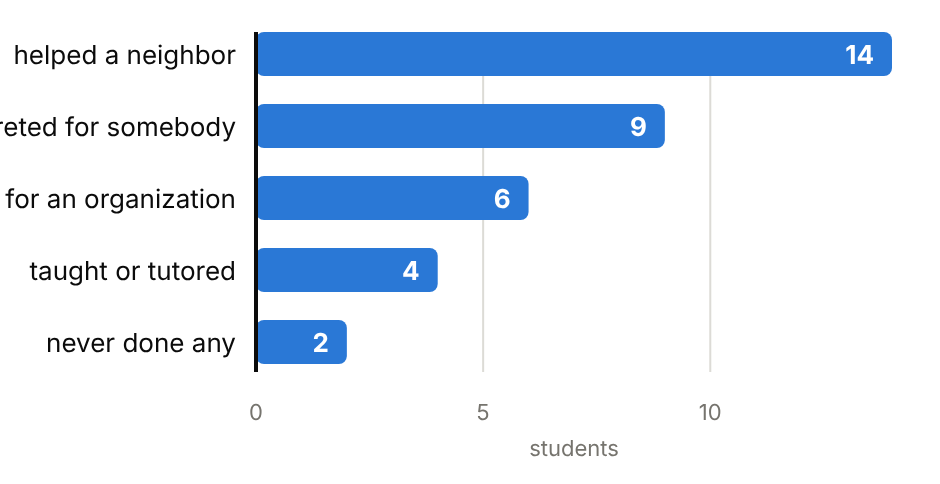 helped a neighbor 14
for somebody 9
for an organization 6
taught or tutored 4
never done any 2
0 5 10
students